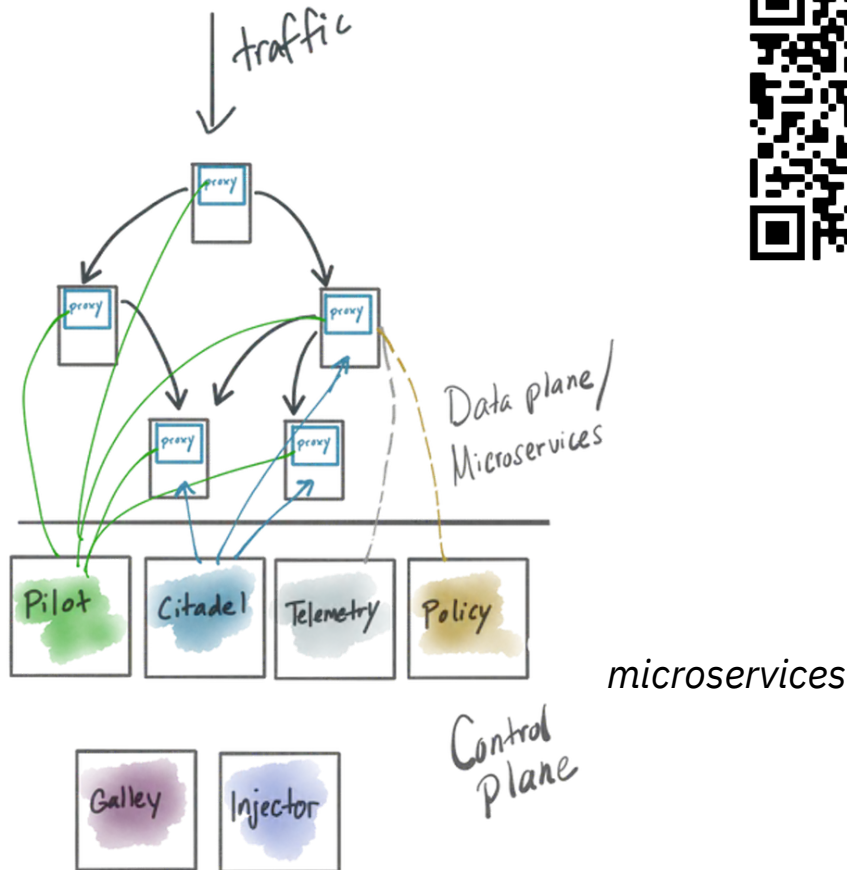 traffic
proxy
proxy
proxy
proxy
proxy
Data plane/
Microservices
Pilot
Citadel
Telemetry
Policy
microservices
Control
plane
Galley
Injector